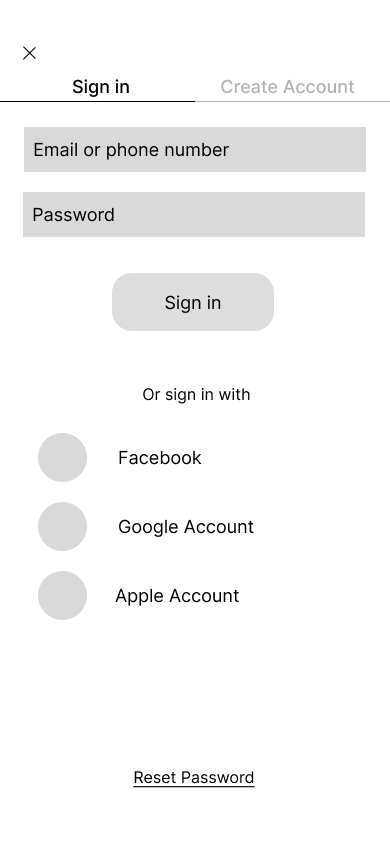 Sign in
Create Account
Email or phone number
Password
Sign in
Or sign in with
Facebook
Google Account
Apple Account
Reset Password